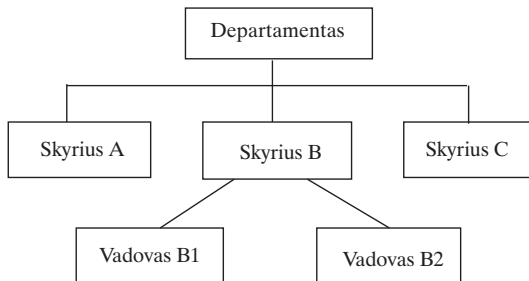 Departamentas
Skyrius A
Skyrius B
Skyrius C
Vadovas B1
Vadovas B2